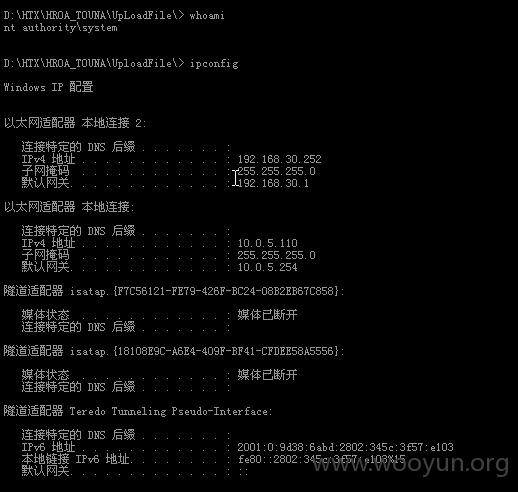 D:\HTX\HROA_TOUNA\UpLoadFile\> whoami
nt authority\system
D:\HTX\HROA_TOUNA\UpLoadFile\> ipconfig
Windows IP 配置
以太网适配器 本地连接 2:
连接特定的 DNS 后缀 . . . . . . . :
IPv4 地址 . . . . . . . . . . . . : 192.168.30.252
子网掩码 . . . . . . . . . . . . : 255.255.255.0
默认网关. . . . . . . . . . . . . : 192.168.30.1
以太网适配器 本地连接:
连接特定的 DNS 后缀 . . . . . . . :
IPv4 地址 . . . . . . . . . . . . : 10.0.5.110
子网掩码 . . . . . . . . . . . . : 255.255.255.0
默认网关. . . . . . . . . . . . . : 10.0.5.254
隧道适配器 isatap.{F7C56121-FE79-426F-BC24-08B2EB67C858}:
媒体状态 . . . . . . . . . . . . : 媒体已断开
连接特定的 DNS 后缀 . . . . . . . :
隧道适配器 isatap.{18108E9C-A6E4-409F-BF41-CFDEE58A5556}:
媒体状态 . . . . . . . . . . . . : 媒体已断开
连接特定的 DNS 后缀 . . . . . . . :
隧道适配器 Teredo Tunneling Pseudo-Interface:
连接特定的 DNS 后缀 . . . . . . . :
IPv6 地址 . . . . . . . . . . . . : 2001:0:9d38:6abd:2802:345c:3f57:e103
本地链接 IPv6 地址. . . . . . . . : fe80::2802:345c:3f57:e103%15
默认网关. . . . . . . . . . . . . : ::
www.wooyun.org